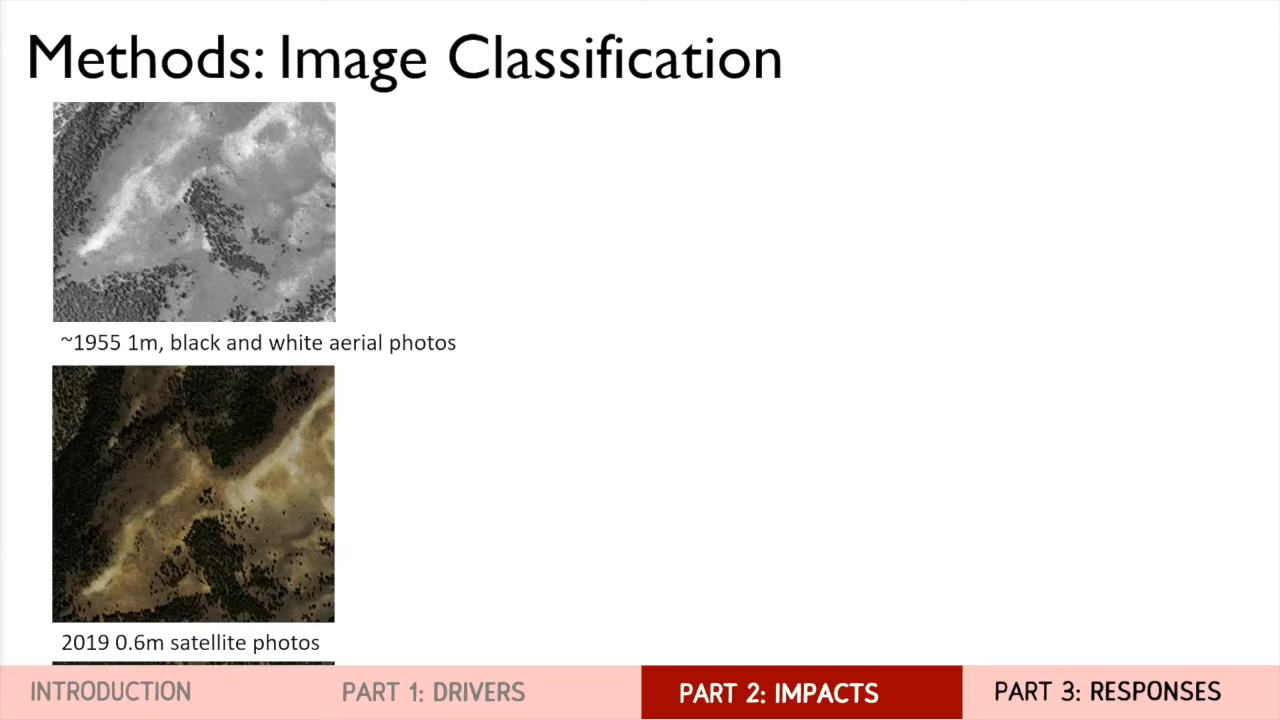 Methods: Image Classification
~1955 1m, black and white aerial photos
2019 0.6m satellite photos
INTRODUCTION
PART 1: DRIVERS
PART 2: IMPACTS
PART 3: RESPONSES